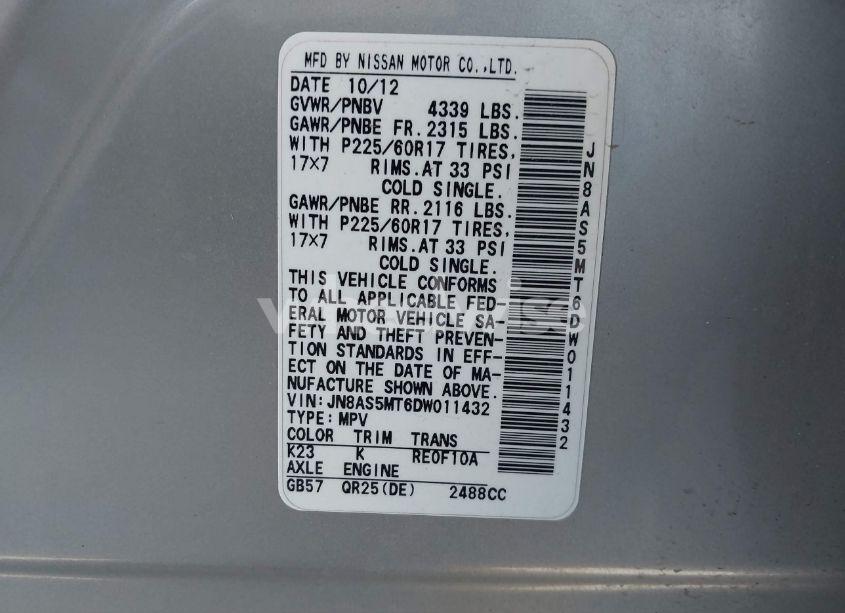 MFD BY NISSAN MOTOR CO.,LTD.
DATE 10/12
GVWR/PNBV 4339 LBS.
GAWR/PNBE FR. 2315 LBS.
WITH P225/60R17 TIRES,
17X7 RIMS. AT 33 PSI
COLD SINGLE.
GAWR/PNBE RR. 2116 LBS.
WITH P225/60R17 TIRES,
17X7 RIMS. AT 33 PSI
COLD SINGLE.
THIS VEHICLE CONFORMS
TO ALL APPLICABLE FED-
ERAL MOTOR VEHICLE SA-
FETY AND THEFT PREVEN-
TION STANDARDS IN EFF-
ECT ON THE DATE OF MA-
NUFACTURE SHOWN ABOVE.
VIN: JN8AS5MT6DW011432
TYPE: MPV
COLOR TRIM TRANS
K23 K RE0F10A
AXLE ENGINE
GB57 QR25(DE) 2488CC
JN8AS5MT6DW011432